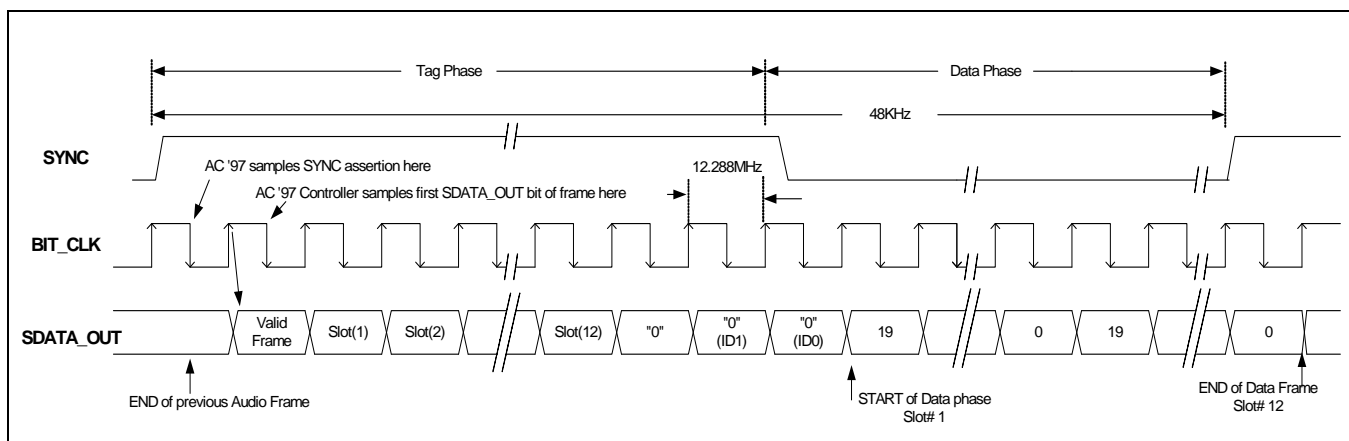 Tag Phase
Data Phase
48KHz
SYNC
AC '97 samples SYNC assertion here
12.288MHz
AC '97 Controller samples first SDATA_OUT bit of frame here
BIT_CLK
SDATA_OUT
Valid
Frame
Slot(1)
Slot(2)
Slot(12)
"0"
"0"
(ID1)
"0"
(ID0)
19
0
19
0
END of previous Audio Frame
START of Data phase
Slot# 1
END of Data Frame
Slot# 12